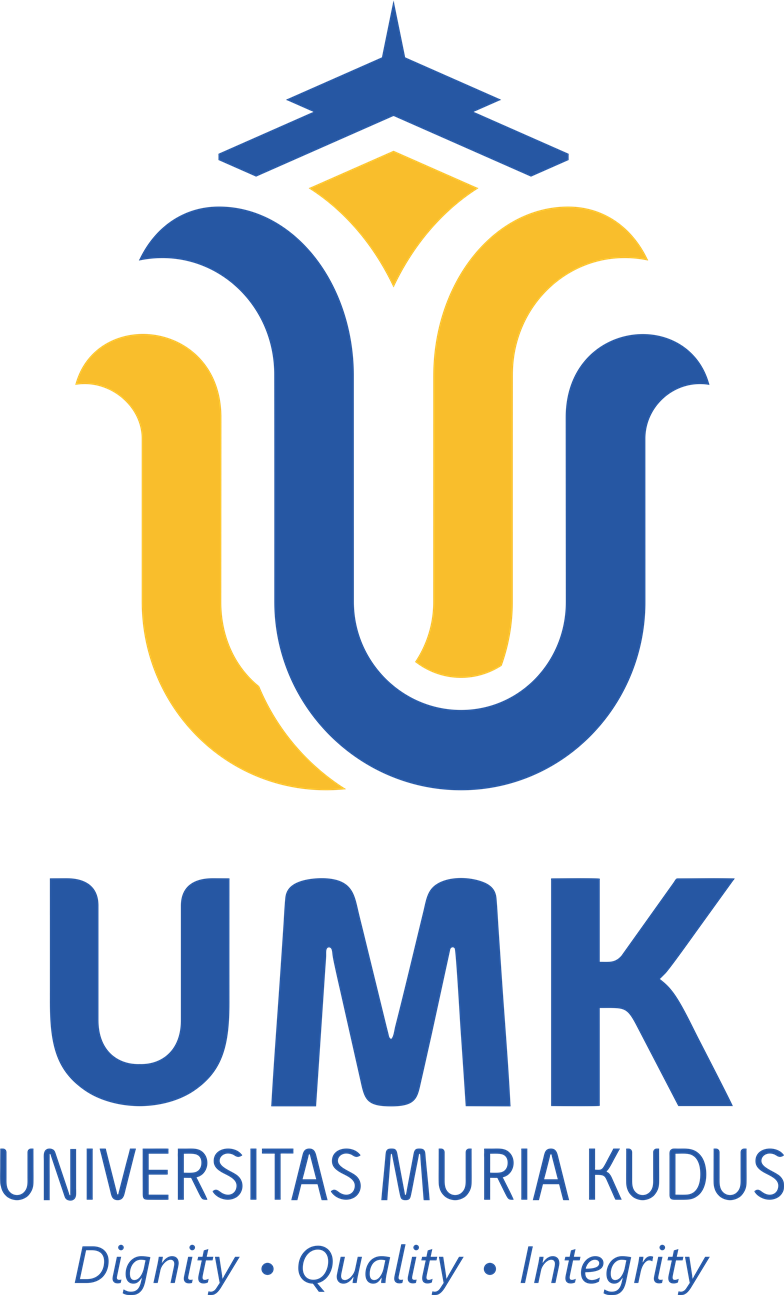 UMK
UNIVERSITAS MURIA KUDUS
Dignity • Quality • Integrity